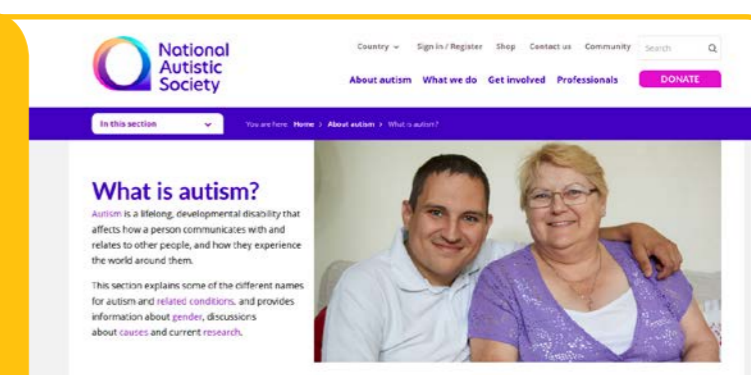 National
Autistic
Society
Country Sign in / Register Shop Contact us Community Search
About autism What we do Get involved Professionals DONATE
In this section You are here: Home > About autism > What is autism?
What is autism?
Autism is a lifelong, developmental disability that
affects how a person communicates with and
relates to other people, and how they experience
the world around them.
This section explains some of the different names
for autism and related conditions, and provides
information about gender, discussions
about causes and current research.